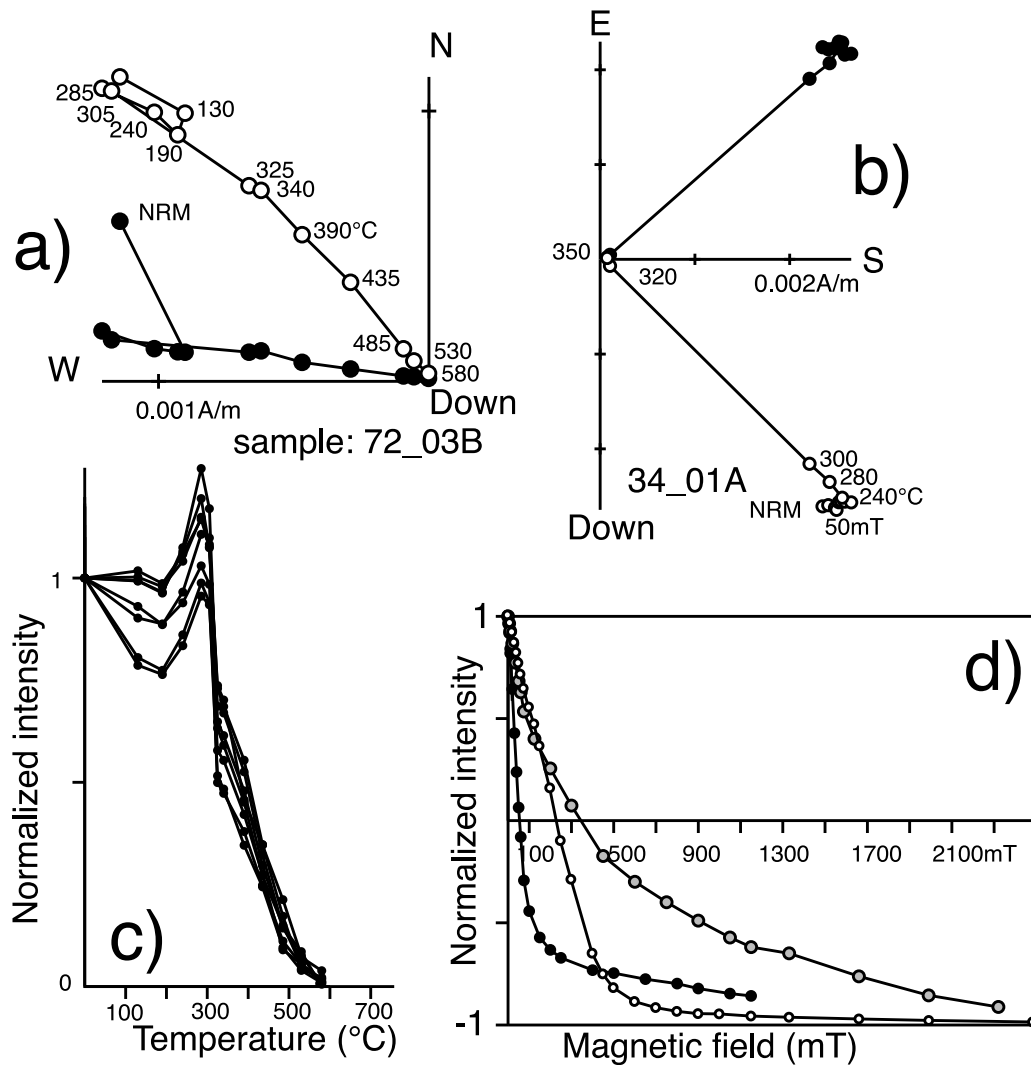 a)
N
285
305
240
190
130
325
340
390°C
435
485
530
580
NRM
W
0.001A/m
Down
sample: 72_03B
b)
E
350
320
0.002A/m
S
300
280
240°C
NRM
50mT
34_01A
Down
c)
Normalized intensity
1
0
100
300
500
700
Temperature (°C)
d)
Normalized intensity
1
-1
100
500
900
1300
1700
2100mT
Magnetic field (mT)